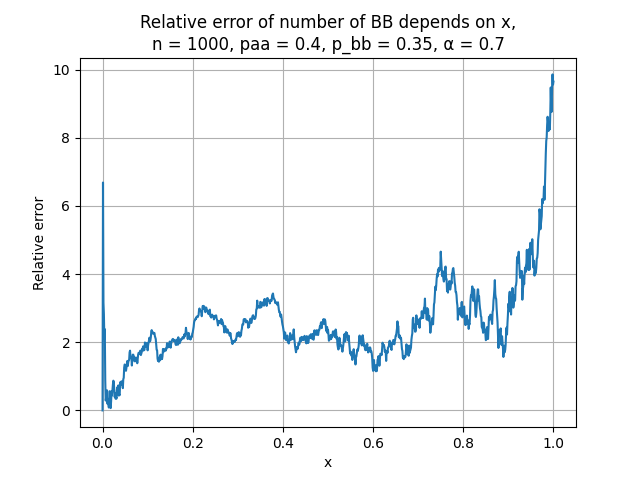 Relative error of number of BB depends on x,
n = 1000, paa = 0.4, p_bb = 0.35, α = 0.7
10
8
6
4
2
0
Relative error
0.0 0.2 0.4 0.6 0.8 1.0
x